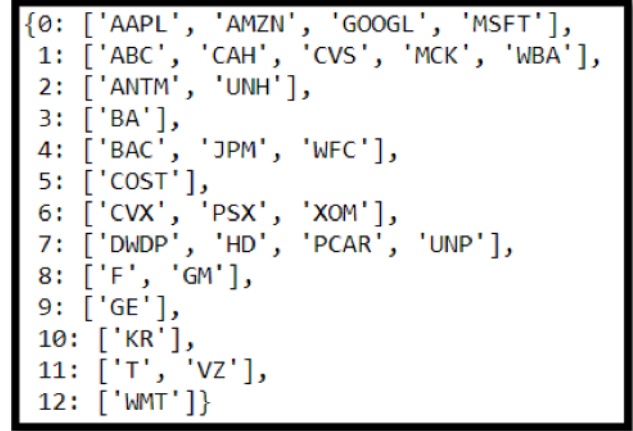 {0: ['AAPL', 'AMZN', 'GOOGL', 'MSFT'],
1: ['ABC', 'CAH', 'CVS', 'MCK', 'WBA'],
2: ['ANTM', 'UNH'],
3: ['BA'],
4: ['BAC', 'JPM', 'WFC'],
5: ['COST'],
6: ['CVX', 'PSX', 'XOM'],
7: ['DWDP', 'HD', 'PCAR', 'UNP'],
8: ['F', 'GM'],
9: ['GE'],
10: ['KR'],
11: ['T', 'VZ'],
12: ['WMT']}